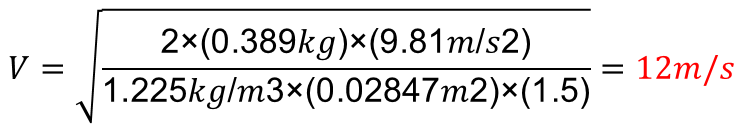 V = √(2×(0.389kg)×(9.81m/s2) / 1.225kg/m3×(0.02847m2)×(1.5)) = 12m/s